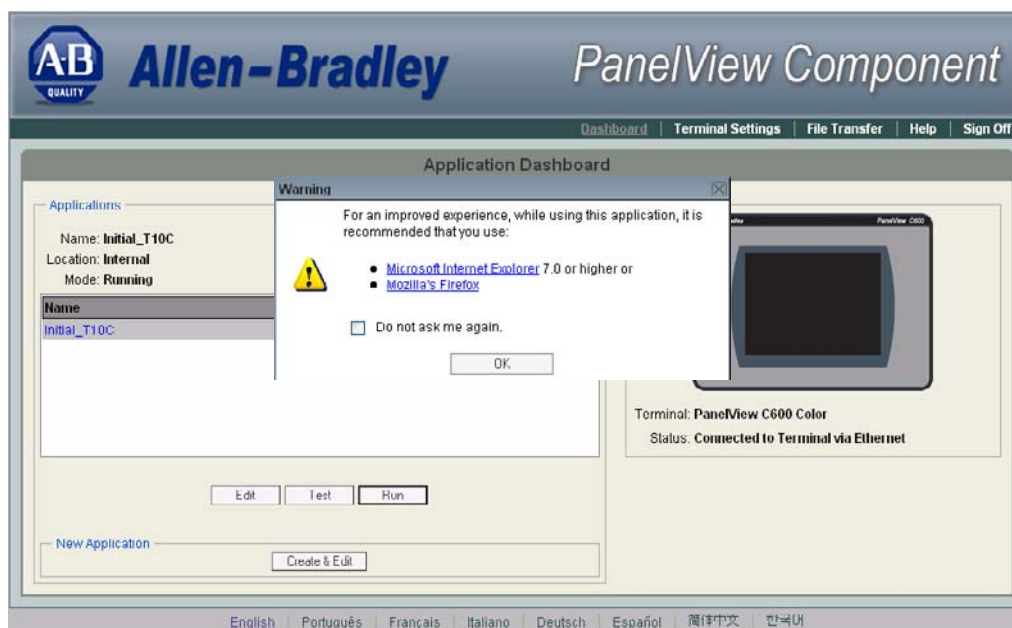 A·B
QUALITY
Allen-Bradley
PanelView Component
Dashboard | Terminal Settings | File Transfer | Help | Sign Off
Application Dashboard
Applications
Name: Initial_T10C
Location: Internal
Mode: Running
Name
Initial_T10C
Warning
For an improved experience, while using this application, it is
recommended that you use:
• Microsoft Internet Explorer 7.0 or higher or
• Mozilla's Firefox
Do not ask me again.
OK
PanelView C600
Terminal: PanelView C600 Color
Status: Connected to Terminal via Ethernet
Edit
Test
Run
New Application
Create & Edit
English | Português | Français | Italiano | Deutsch | Español | 简体中文 | 한국어